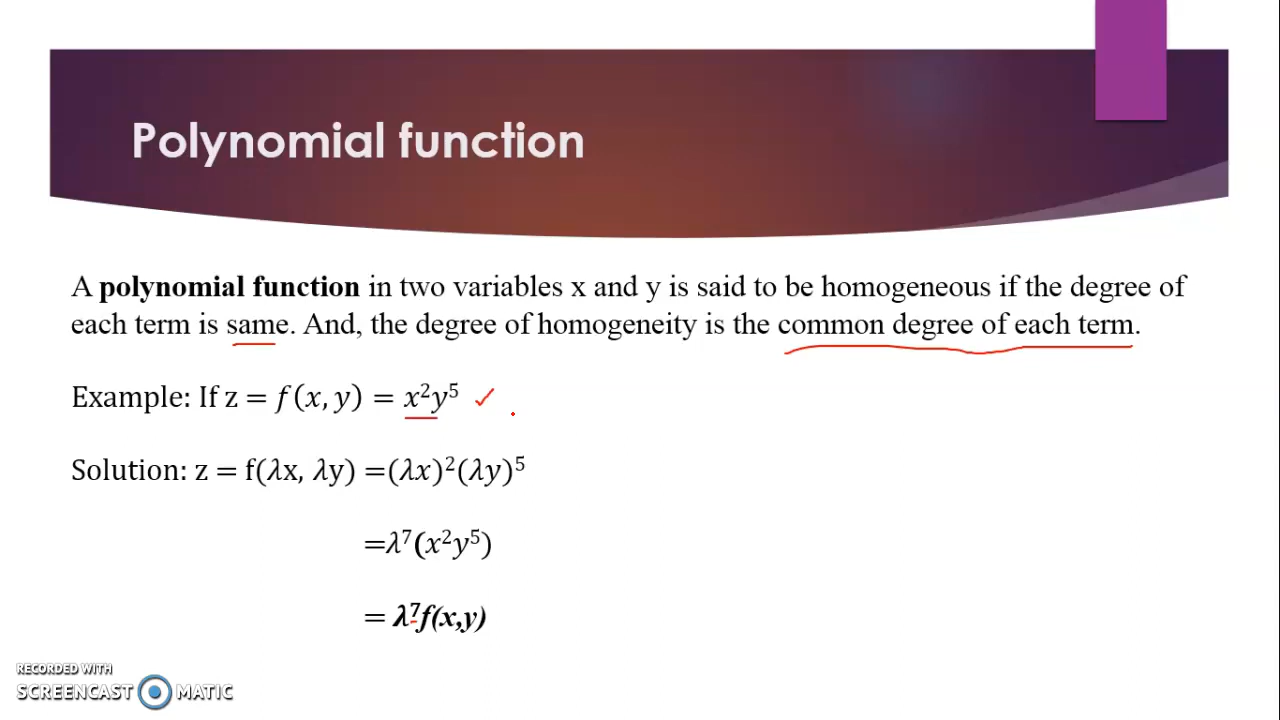 Polynomial function
A polynomial function in two variables x and y is said to be homogeneous if the degree of
each term is same. And, the degree of homogeneity is the common degree of each term.
Example: If z = f(x, y) = x²y⁵ ✓
Solution: z = f(λx, λy) =(λx)²(λy)⁵
=λ⁷(x²y⁵)
= λ⁷f(x,y)
RECORDED WITH
SCREENCAST MATIC